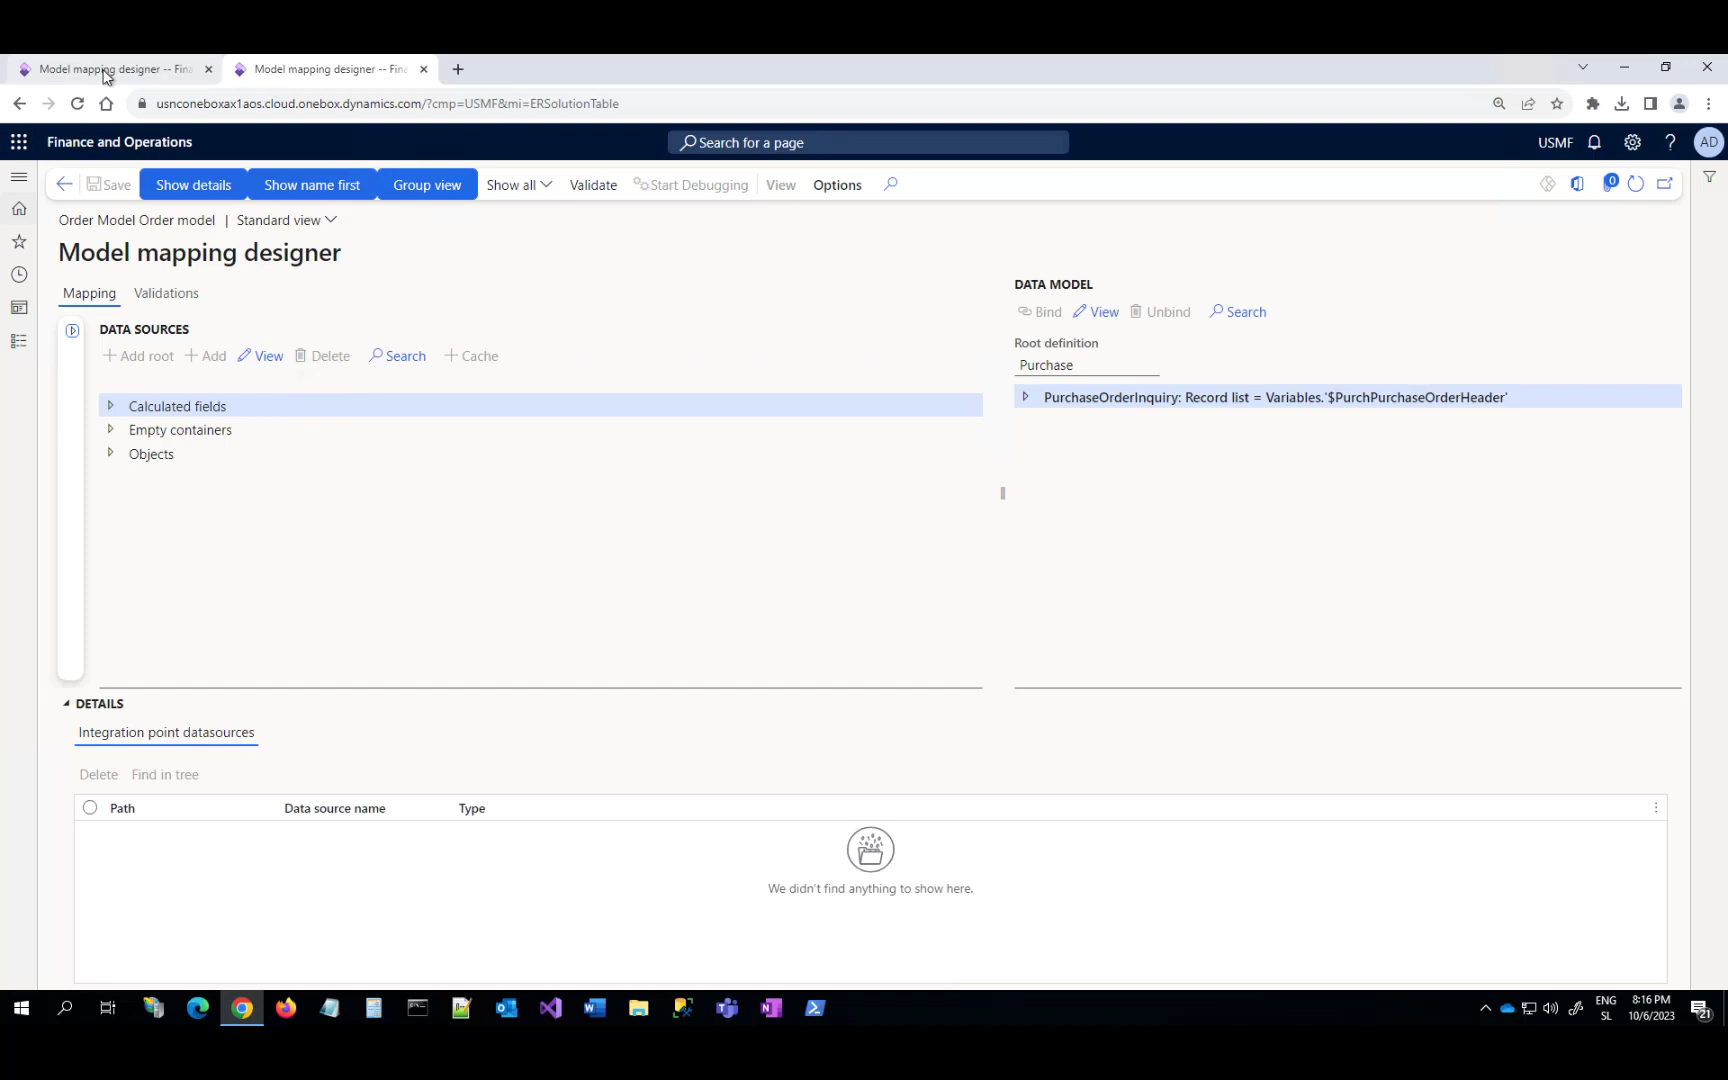 Model mapping designer -- Fina
Model mapping designer -- Fina
usnconeboxax1aos.cloud.onebox.dynamics.com/?cmp=USMF&mi=ERSolutionTable
Finance and Operations
Search for a page
USMF
AD
Save
Show details
Show name first
Group view
Show all
Validate
Start Debugging
View
Options
0
Order Model Order model | Standard view
Model mapping designer
Mapping
Validations
DATA SOURCES
Add root
Add
View
Delete
Search
Cache
Calculated fields
Empty containers
Objects
DATA MODEL
Bind
View
Unbind
Search
Root definition
Purchase
PurchaseOrderInquiry: Record list = Variables.'$PurchPurchaseOrderHeader'
DETAILS
Integration point datasources
Delete
Find in tree
Path
Data source name
Type
We didn't find anything to show here.
ENG
SL
8:16 PM
10/6/2023
21